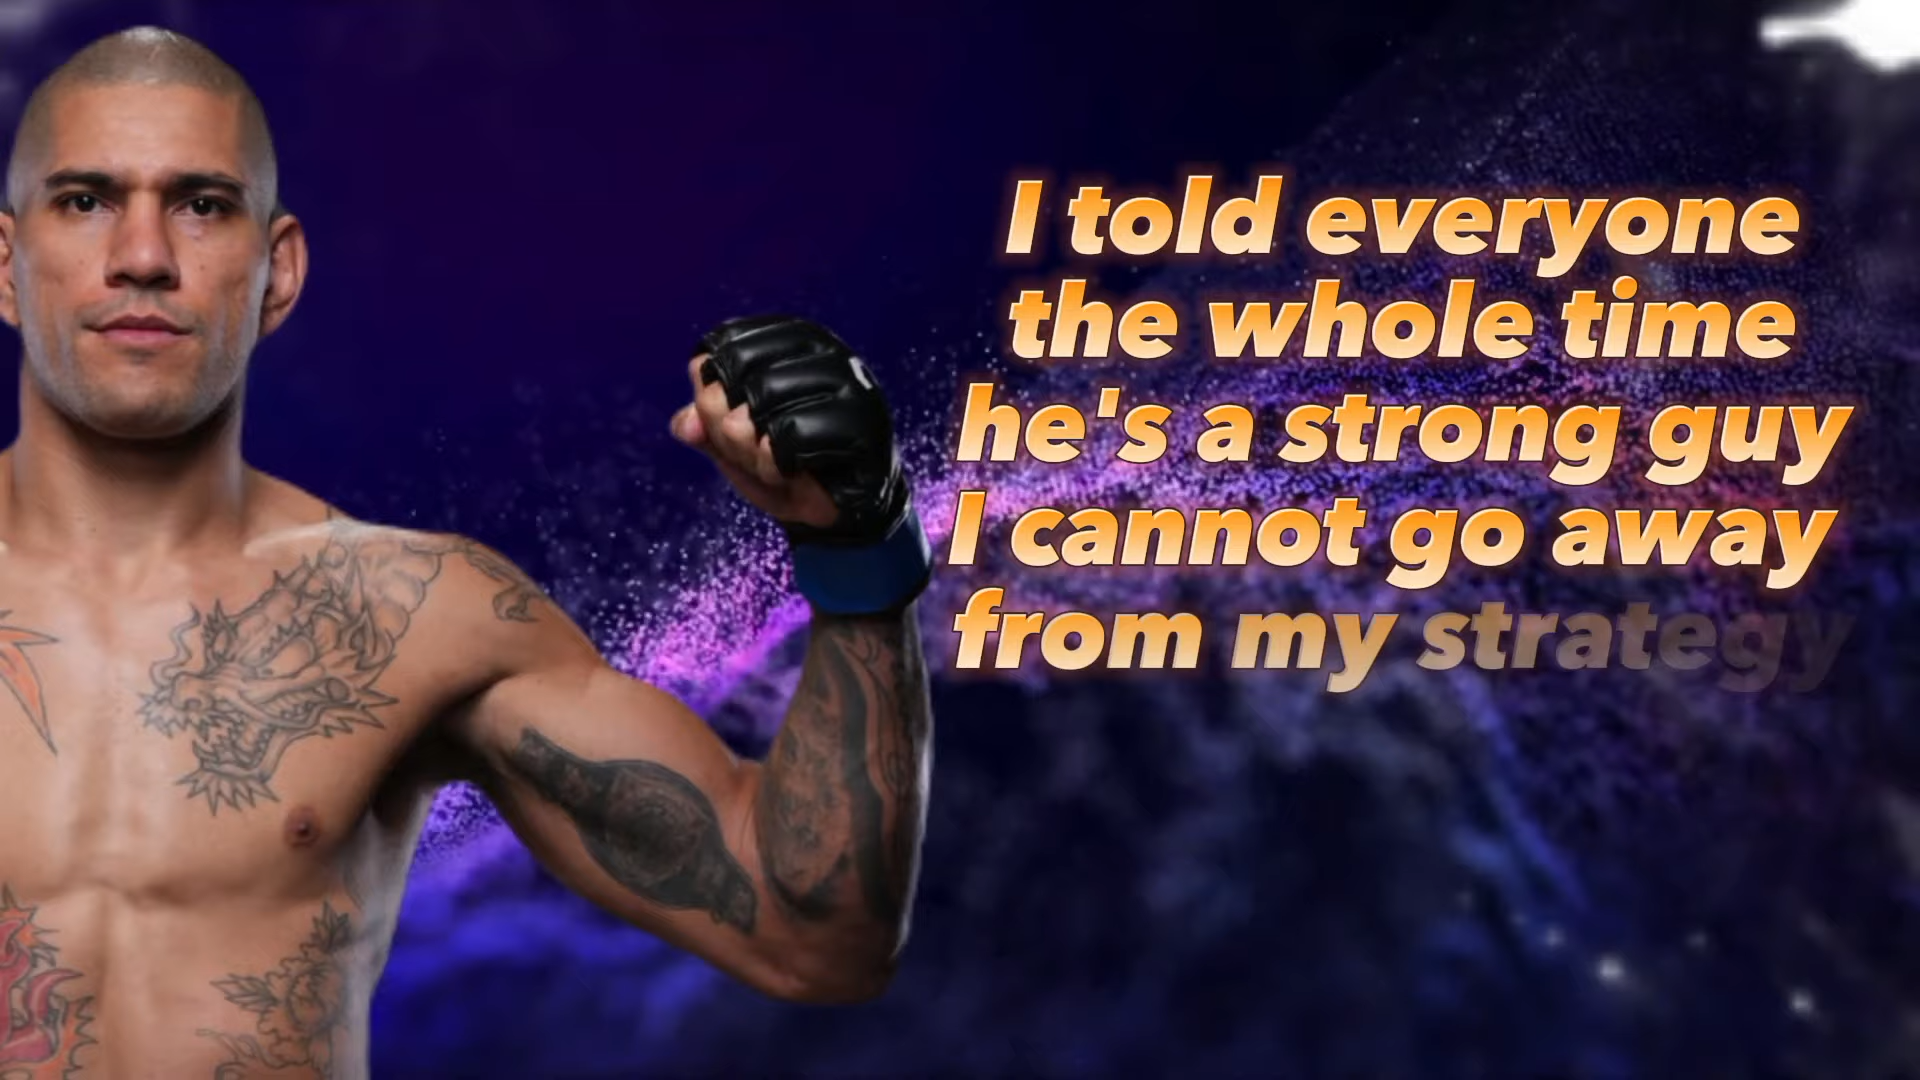 I told everyone
the whole time
he's a strong guy
I cannot go away
from my strategy